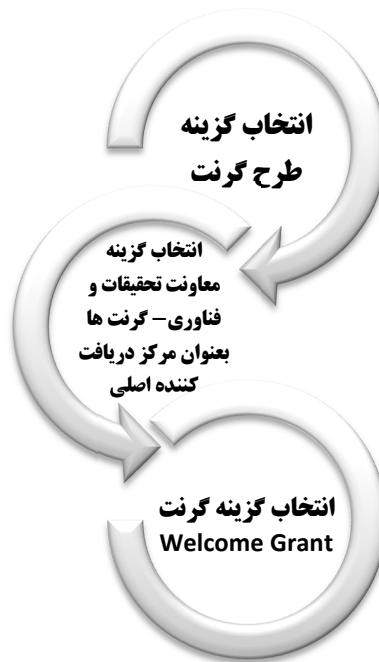 انتخاب گزینه
طرح گرنت
انتخاب گزینه
معاونت تحقیقات و
فناوری– گرنت ها
بعنوان مرکز دریافت
کننده اصلی
انتخاب گزینه گرنت
Welcome Grant